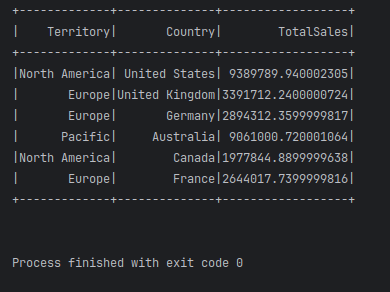 +-------------+--------------+------------------+
|    Territory|       Country|        TotalSales|
+-------------+--------------+------------------+
|North America| United States| 9389789.940002305|
|       Europe|United Kingdom|3391712.2400000724|
|       Europe|       Germany|2894312.3599999817|
|      Pacific|     Australia| 9061000.720001064|
|North America|        Canada|1977844.8899999638|
|       Europe|        France|2644017.7399999816|
+-------------+--------------+------------------+
Process finished with exit code 0